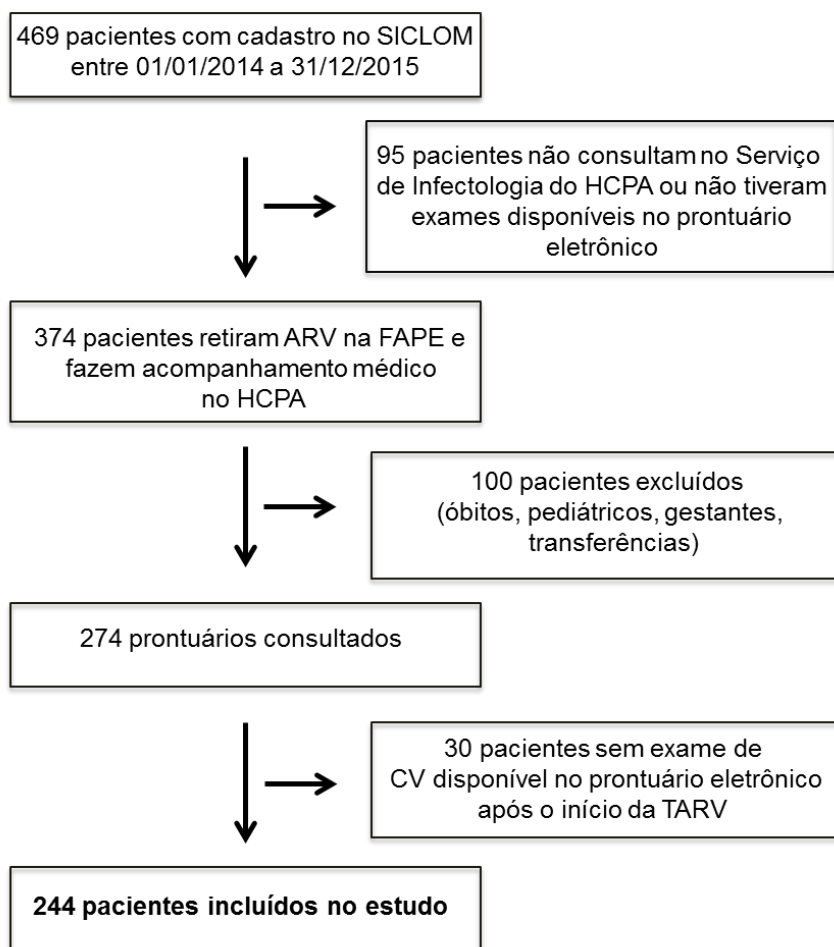 469 pacientes com cadastro no SICLOM
entre 01/01/2014 a 31/12/2015
95 pacientes não consultam no Serviço
de Infectologia do HCPA ou não tiveram
exames disponíveis no prontuário
eletrônico
374 pacientes retiram ARV na FAPE e
fazem acompanhamento médico
no HCPA
100 pacientes excluídos
(óbitos, pediátricos, gestantes,
transferências)
274 prontuários consultados
30 pacientes sem exame de
CV disponível no prontuário eletrônico
após o início da TARV
244 pacientes incluídos no estudo